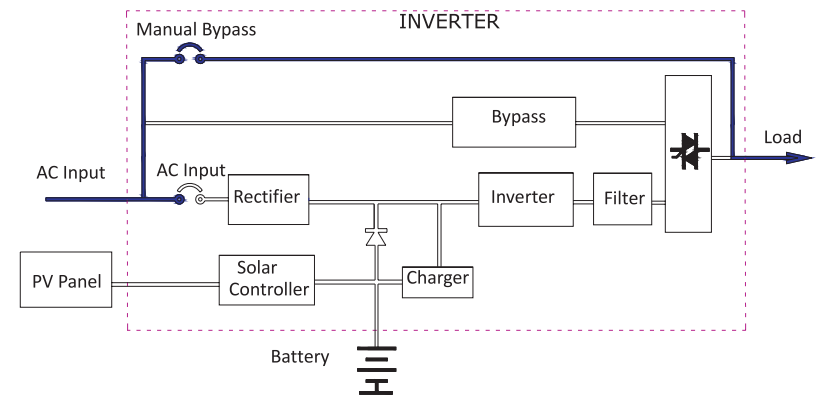 INVERTER
Manual Bypass
Bypass
Load
AC Input
AC Input
Rectifier
Inverter
Filter
PV Panel
Solar
Controller
Charger
Battery